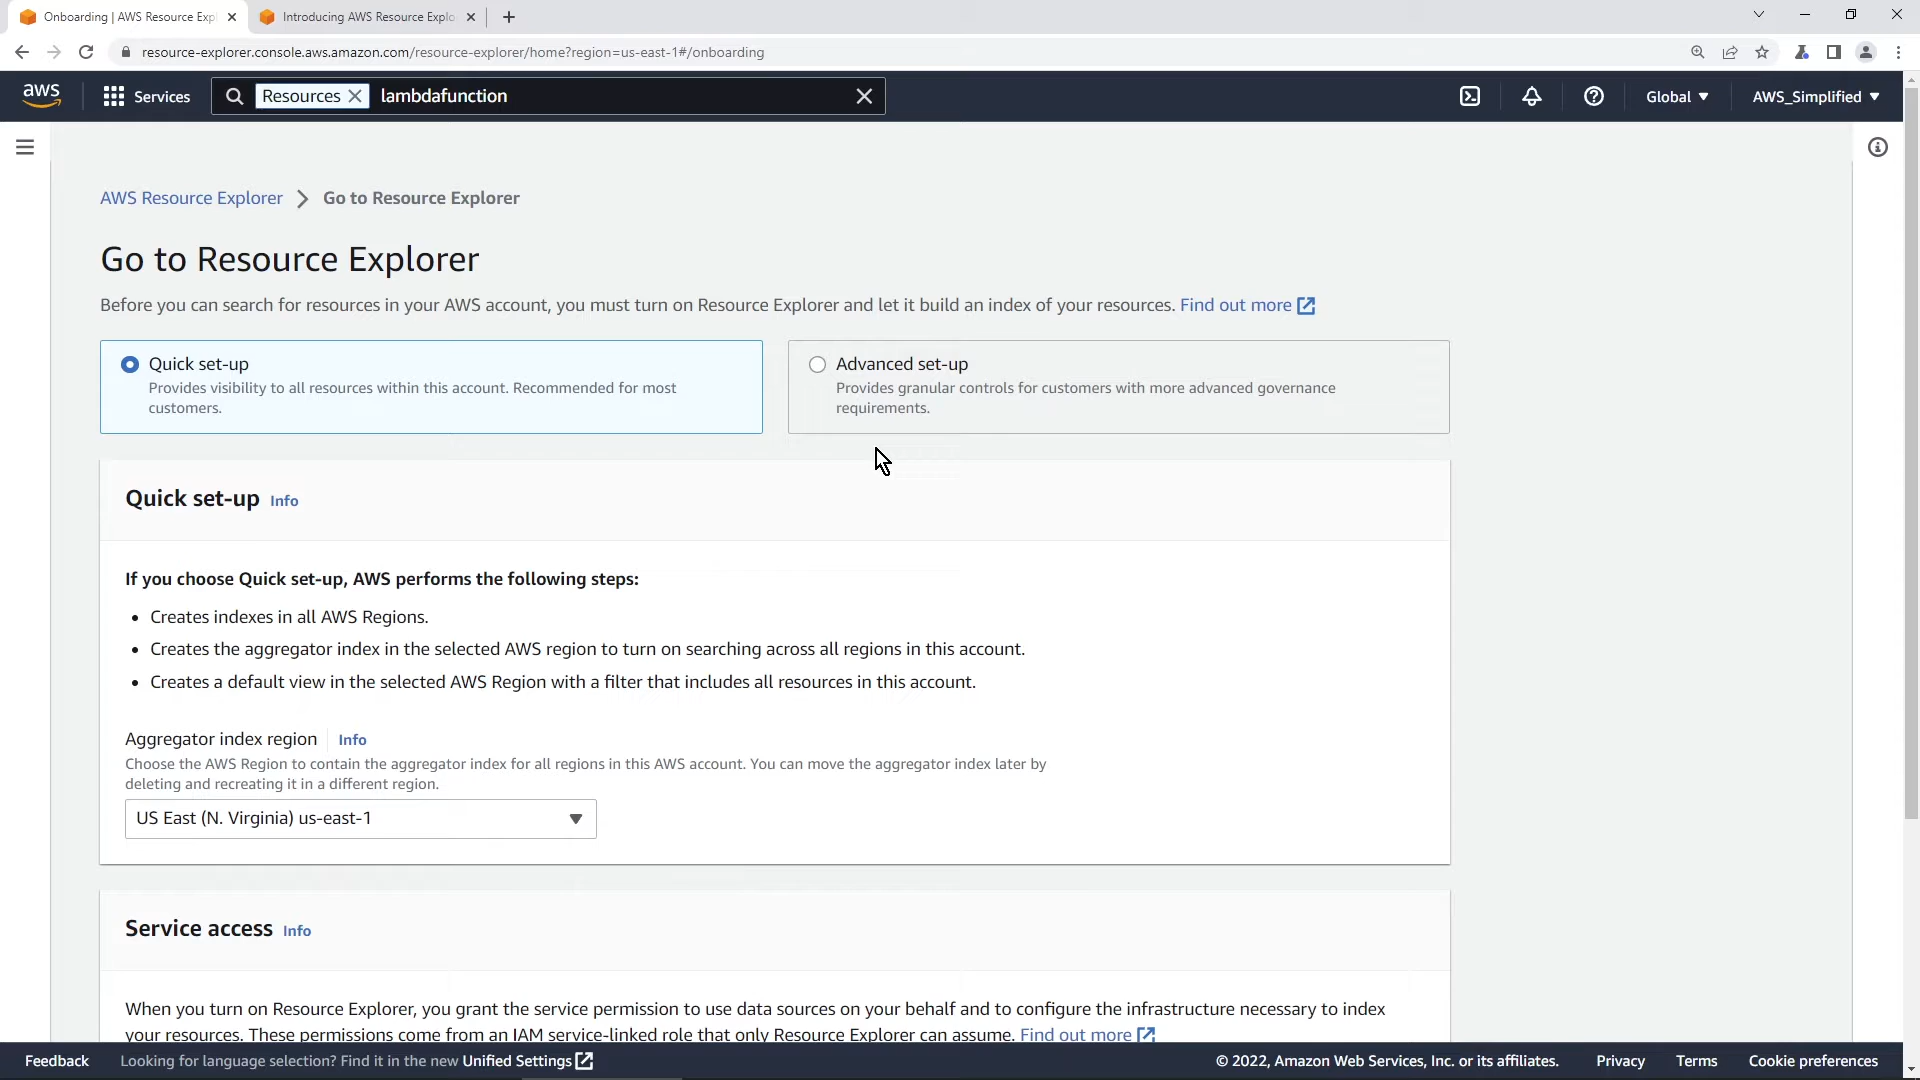 Onboarding | AWS Resource Exp
Introducing AWS Resource Explo
resource-explorer.console.aws.amazon.com/resource-explorer/home?region=us-east-1#/onboarding
aws
Services
Resources
lambdafunction
Global
AWS_Simplified
AWS Resource Explorer
Go to Resource Explorer
Go to Resource Explorer
Before you can search for resources in your AWS account, you must turn on Resource Explorer and let it build an index of your resources. Find out more
Quick set-up
Provides visibility to all resources within this account. Recommended for most
customers.
Advanced set-up
Provides granular controls for customers with more advanced governance
requirements.
Quick set-up Info
If you choose Quick set-up, AWS performs the following steps:
• Creates indexes in all AWS Regions.
• Creates the aggregator index in the selected AWS region to turn on searching across all regions in this account.
• Creates a default view in the selected AWS Region with a filter that includes all resources in this account.
Aggregator index region Info
Choose the AWS Region to contain the aggregator index for all regions in this AWS account. You can move the aggregator index later by
deleting and recreating it in a different region.
US East (N. Virginia) us-east-1
Service access Info
When you turn on Resource Explorer, you grant the service permission to use data sources on your behalf and to configure the infrastructure necessary to index
your resources. These permissions come from an IAM service-linked role that only Resource Explorer can assume. Find out more
Feedback
Looking for language selection? Find it in the new Unified Settings
© 2022, Amazon Web Services, Inc. or its affiliates.
Privacy
Terms
Cookie preferences